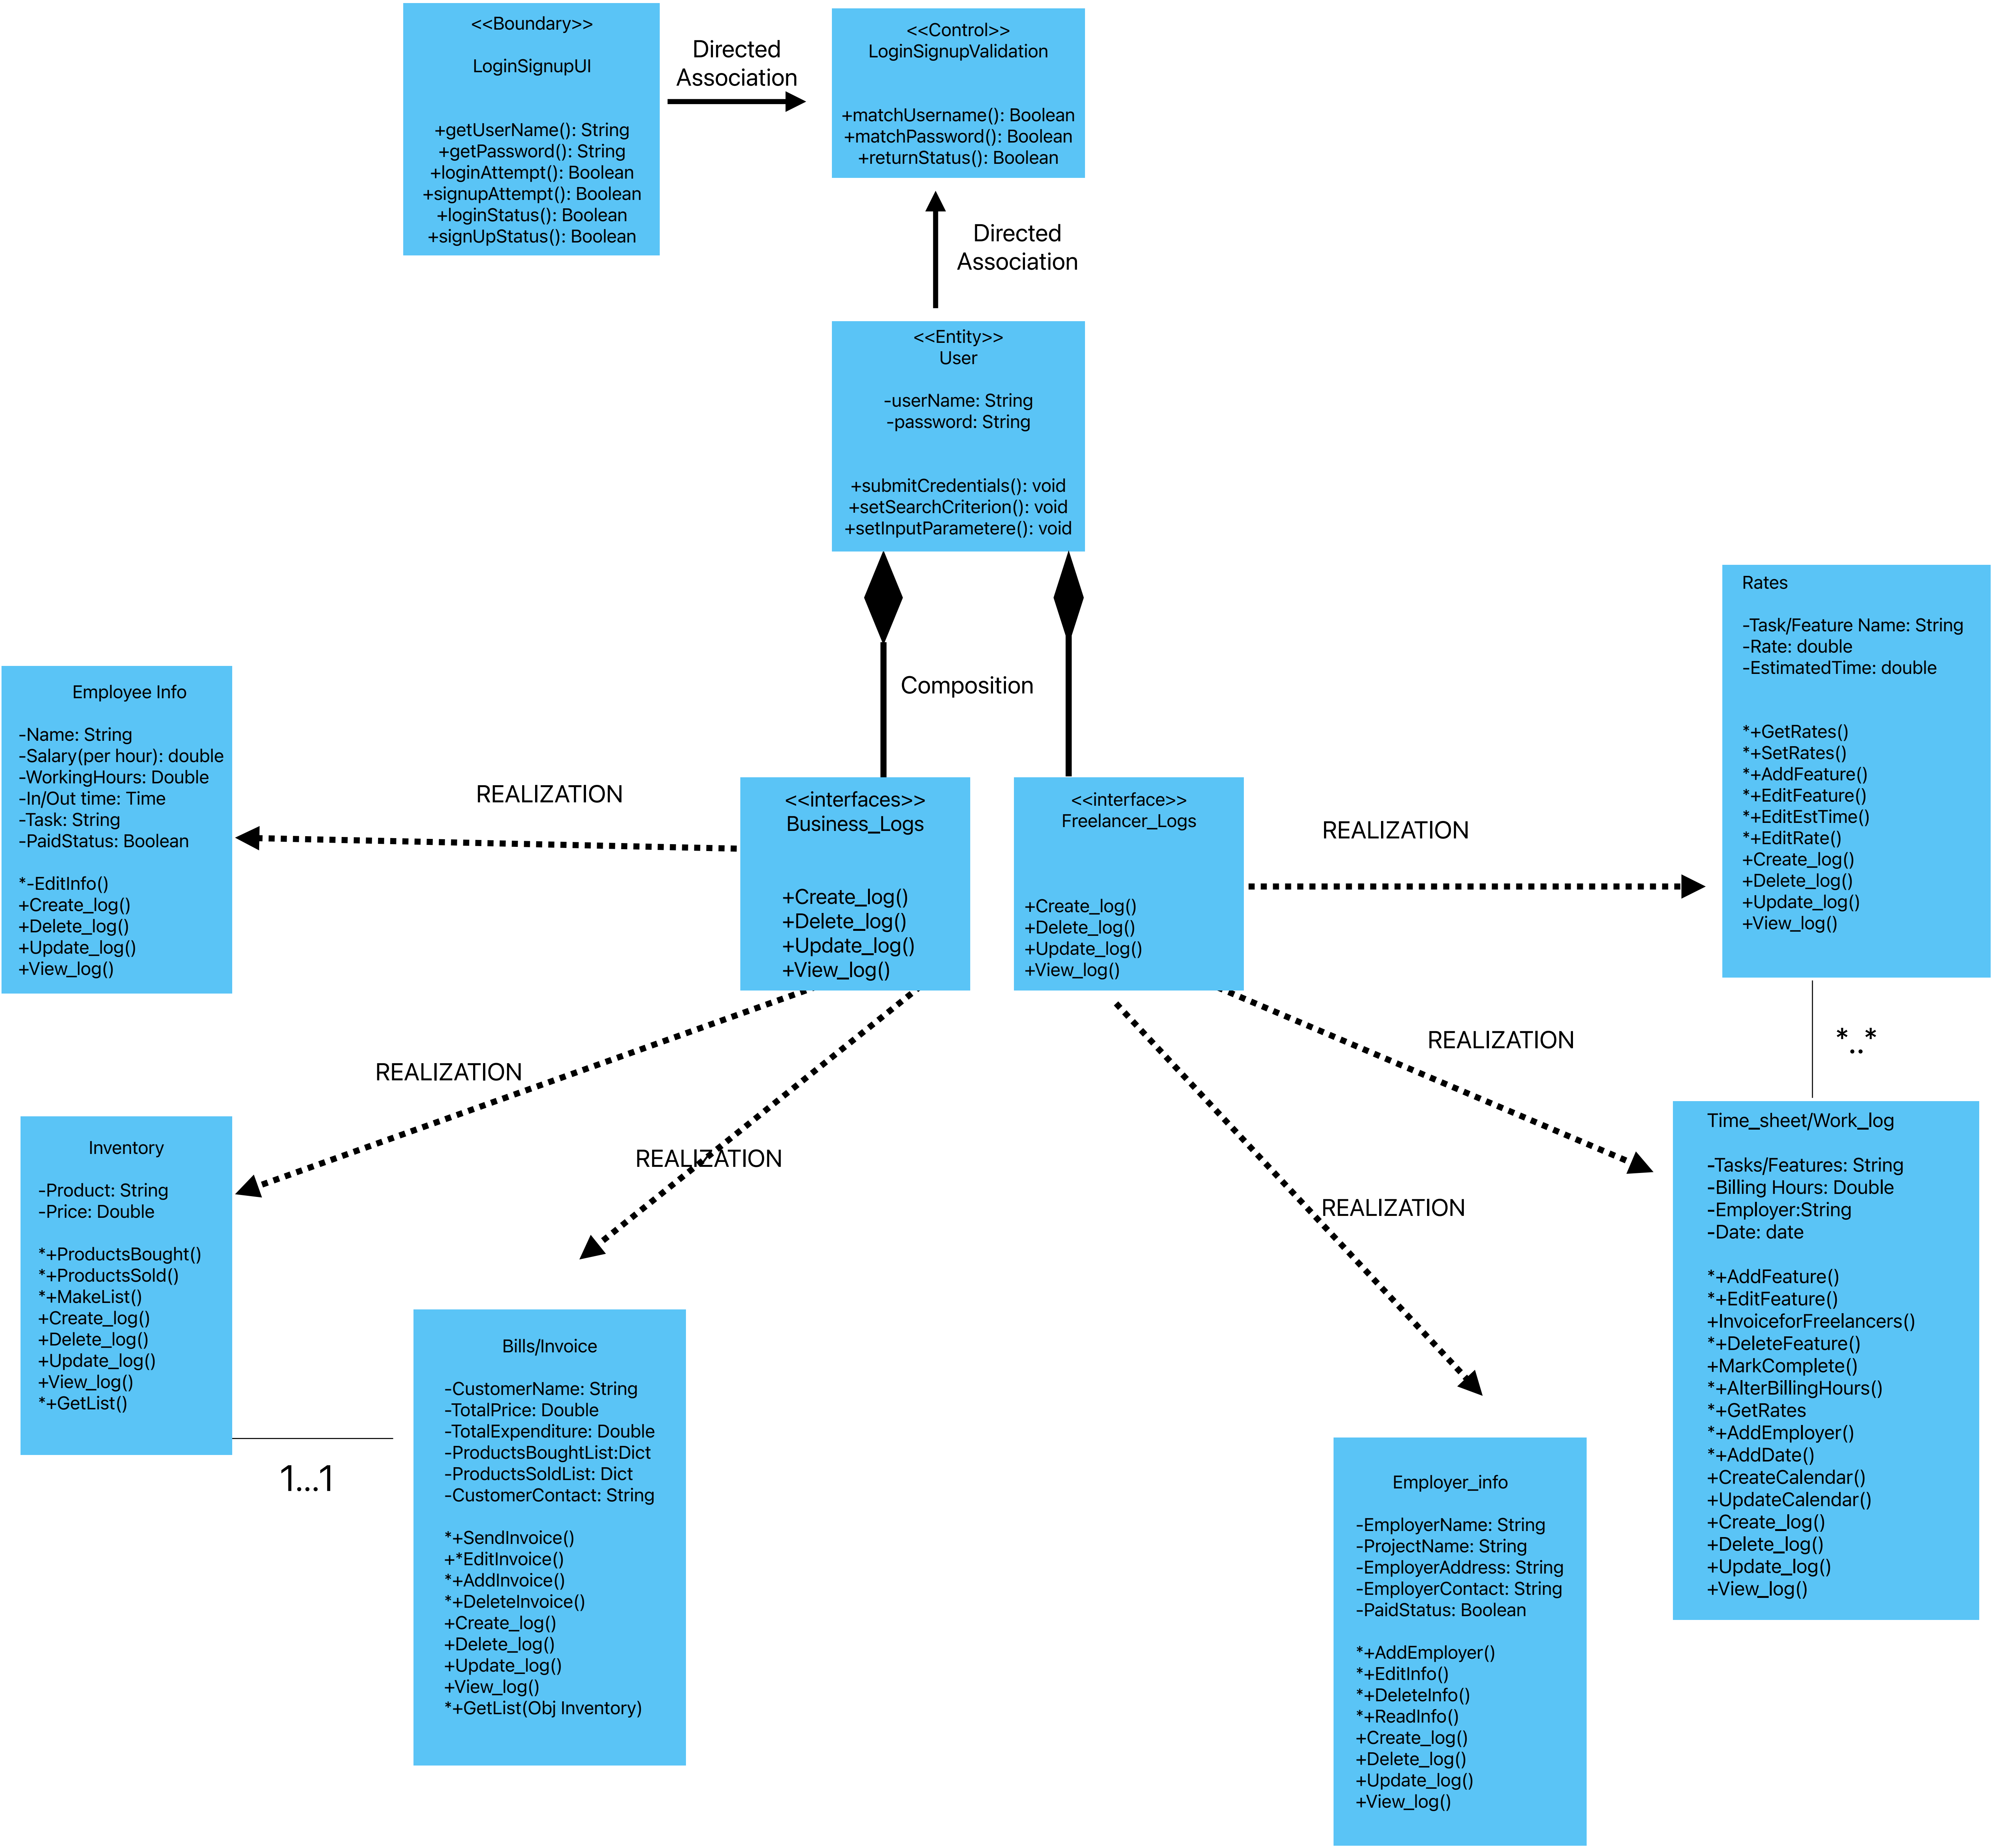 <<Boundary>>
LoginSignupUI
+getUserName(): String
+getPassword(): String
+loginAttempt(): Boolean
+signupAttempt(): Boolean
+loginStatus(): Boolean
+signUpStatus(): Boolean
Directed
Association
<<Control>>
LoginSignupValidation
+matchUsername(): Boolean
+matchPassword(): Boolean
+returnStatus(): Boolean
Directed
Association
<<Entity>>
User
-userName: String
-password: String
+submitCredentials(): void
+setSearchCriterion(): void
+setInputParametere(): void
Composition
Employee Info
-Name: String
-Salary(per hour): double
-WorkingHours: Double
-In/Out time: Time
-Task: String
-PaidStatus: Boolean
*-EditInfo()
+Create_log()
+Delete_log()
+Update_log()
+View_log()
REALIZATION
<<interfaces>>
Business_Logs
+Create_log()
+Delete_log()
+Update_log()
+View_log()
<<interface>>
Freelancer_Logs
+Create_log()
+Delete_log()
+Update_log()
+View_log()
REALIZATION
Rates
-Task/Feature Name: String
-Rate: double
-EstimatedTime: double
*+GetRates()
*+SetRates()
*+AddFeature()
*+EditFeature()
*+EditEstTime()
*+EditRate()
+Create_log()
+Delete_log()
+Update_log()
+View_log()
*..*
REALIZATION
REALIZATION
REALIZATION
REALIZATION
Inventory
-Product: String
-Price: Double
*+ProductsBought()
*+ProductsSold()
*+MakeList()
+Create_log()
+Delete_log()
+Update_log()
+View_log()
*+GetList()
1...1
Bills/Invoice
-CustomerName: String
-TotalPrice: Double
-TotalExpenditure: Double
-ProductsBoughtList:Dict
-ProductsSoldList: Dict
-CustomerContact: String
*+SendInvoice()
+*EditInvoice()
*+AddInvoice()
*+DeleteInvoice()
+Create_log()
+Delete_log()
+Update_log()
+View_log()
*+GetList(Obj Inventory)
Employer_info
-EmployerName: String
-ProjectName: String
-EmployerAddress: String
-EmployerContact: String
-PaidStatus: Boolean
*+AddEmployer()
*+EditInfo()
*+DeleteInfo()
*+ReadInfo()
+Create_log()
+Delete_log()
+Update_log()
+View_log()
Time_sheet/Work_log
-Tasks/Features: String
-Billing Hours: Double
-Employer:String
-Date: date
*+AddFeature()
*+EditFeature()
+InvoiceforFreelancers()
*+DeleteFeature()
+MarkComplete()
*+AlterBillingHours()
*+GetRates
*+AddEmployer()
*+AddDate()
+CreateCalendar()
+UpdateCalendar()
+Create_log()
+Delete_log()
+Update_log()
+View_log()